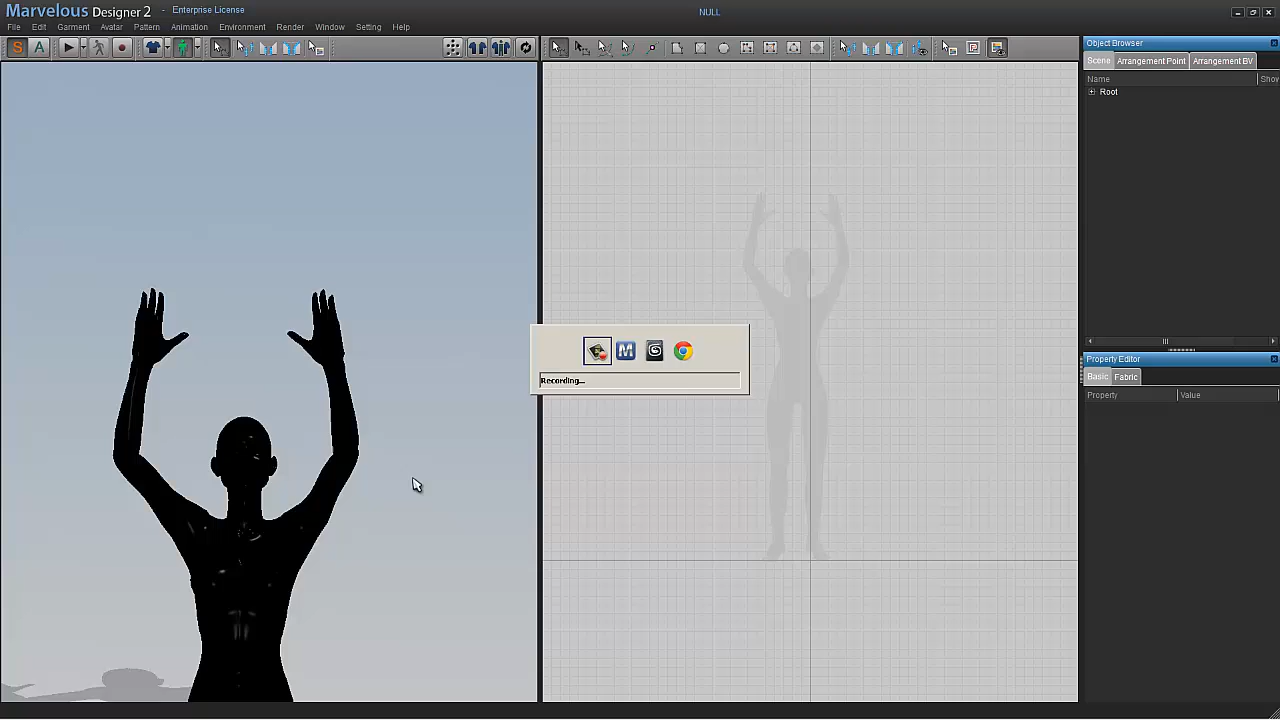 Marvelous Designer 2 - Enterprise License
NULL
File Edit Garment Avatar Pattern Animation Environment Render Window Setting Help
S A
Object Browser
Scene Arrangement Point Arrangement BV
Name Show
Root
M
Recording...
Property Editor
Basic Fabric
Property Value